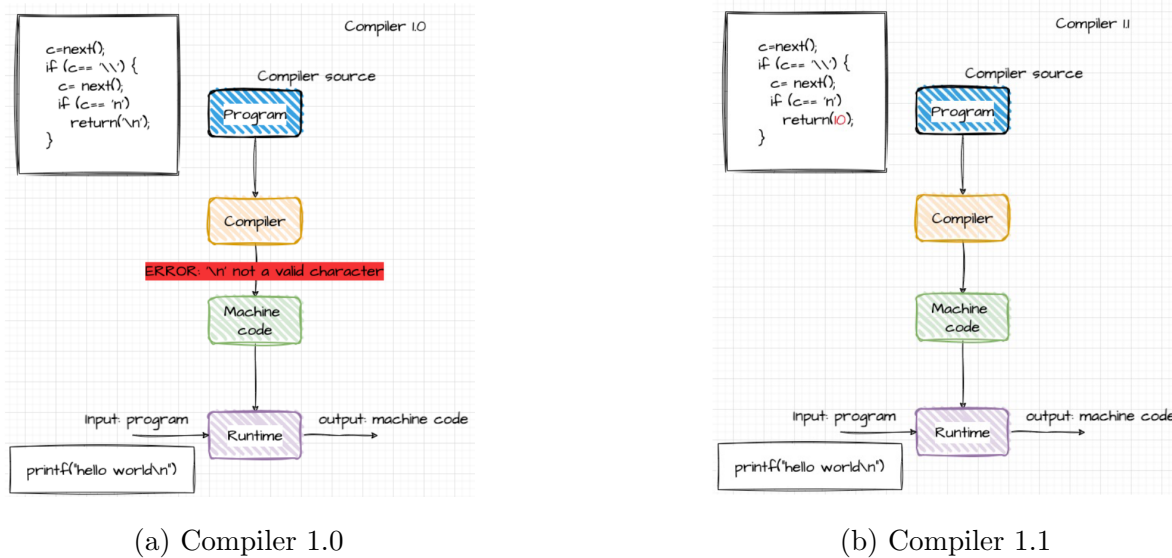 Compiler 1.0
c=next();
if (c== '\\') {
c= next();
if (c== 'n')
return('\n');
}
Compiler source
Program
Compiler
ERROR: '\n' not a valid character
Machine
code
Input: program
Runtime
output: machine code
printf("hello world\n")
(a) Compiler 1.0
Compiler 1.1
c=next();
if (c== '\\') {
c= next();
if (c== 'n')
return(10);
}
Compiler source
Program
Compiler
Machine
code
Input: program
Runtime
output: machine code
printf("hello world\n")
(b) Compiler 1.1